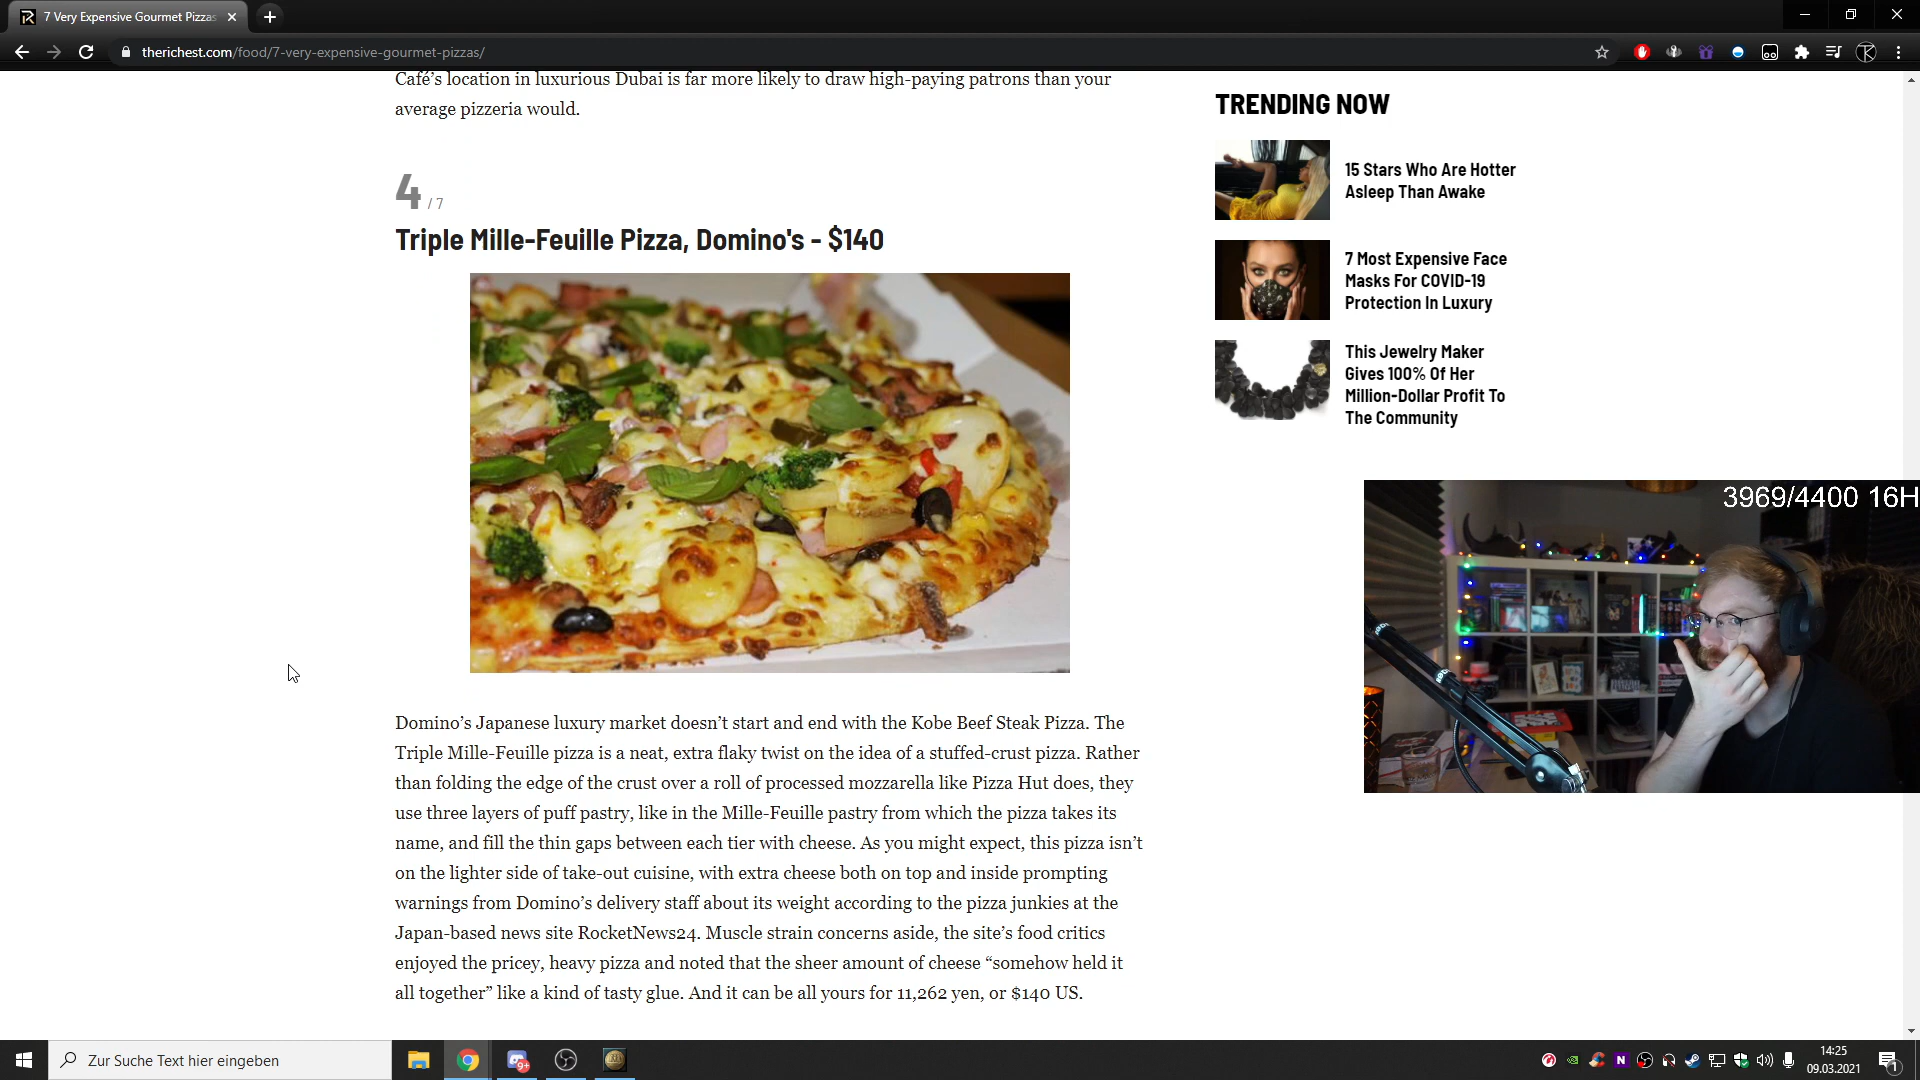 7 Very Expensive Gourmet Pizzas
therichest.com/food/7-very-expensive-gourmet-pizzas/
Café’s location in luxurious Dubai is far more likely to draw high-paying patrons than your
average pizzeria would.
4 / 7
Triple Mille-Feuille Pizza, Domino's - $140
Domino’s Japanese luxury market doesn’t start and end with the Kobe Beef Steak Pizza. The
Triple Mille-Feuille pizza is a neat, extra flaky twist on the idea of a stuffed-crust pizza. Rather
than folding the edge of the crust over a roll of processed mozzarella like Pizza Hut does, they
use three layers of puff pastry, like in the Mille-Feuille pastry from which the pizza takes its
name, and fill the thin gaps between each tier with cheese. As you might expect, this pizza isn’t
on the lighter side of take-out cuisine, with extra cheese both on top and inside prompting
warnings from Domino’s delivery staff about its weight according to the pizza junkies at the
Japan-based news site RocketNews24. Muscle strain concerns aside, the site’s food critics
enjoyed the pricey, heavy pizza and noted that the sheer amount of cheese “somehow held it
all together” like a kind of tasty glue. And it can be all yours for 11,262 yen, or $140 US.
TRENDING NOW
15 Stars Who Are Hotter
Asleep Than Awake
7 Most Expensive Face
Masks For COVID-19
Protection In Luxury
This Jewelry Maker
Gives 100% Of Her
Million-Dollar Profit To
The Community
3969/4400 16H
Zur Suche Text hier eingeben
9+
N
14:25
09.03.2021
1